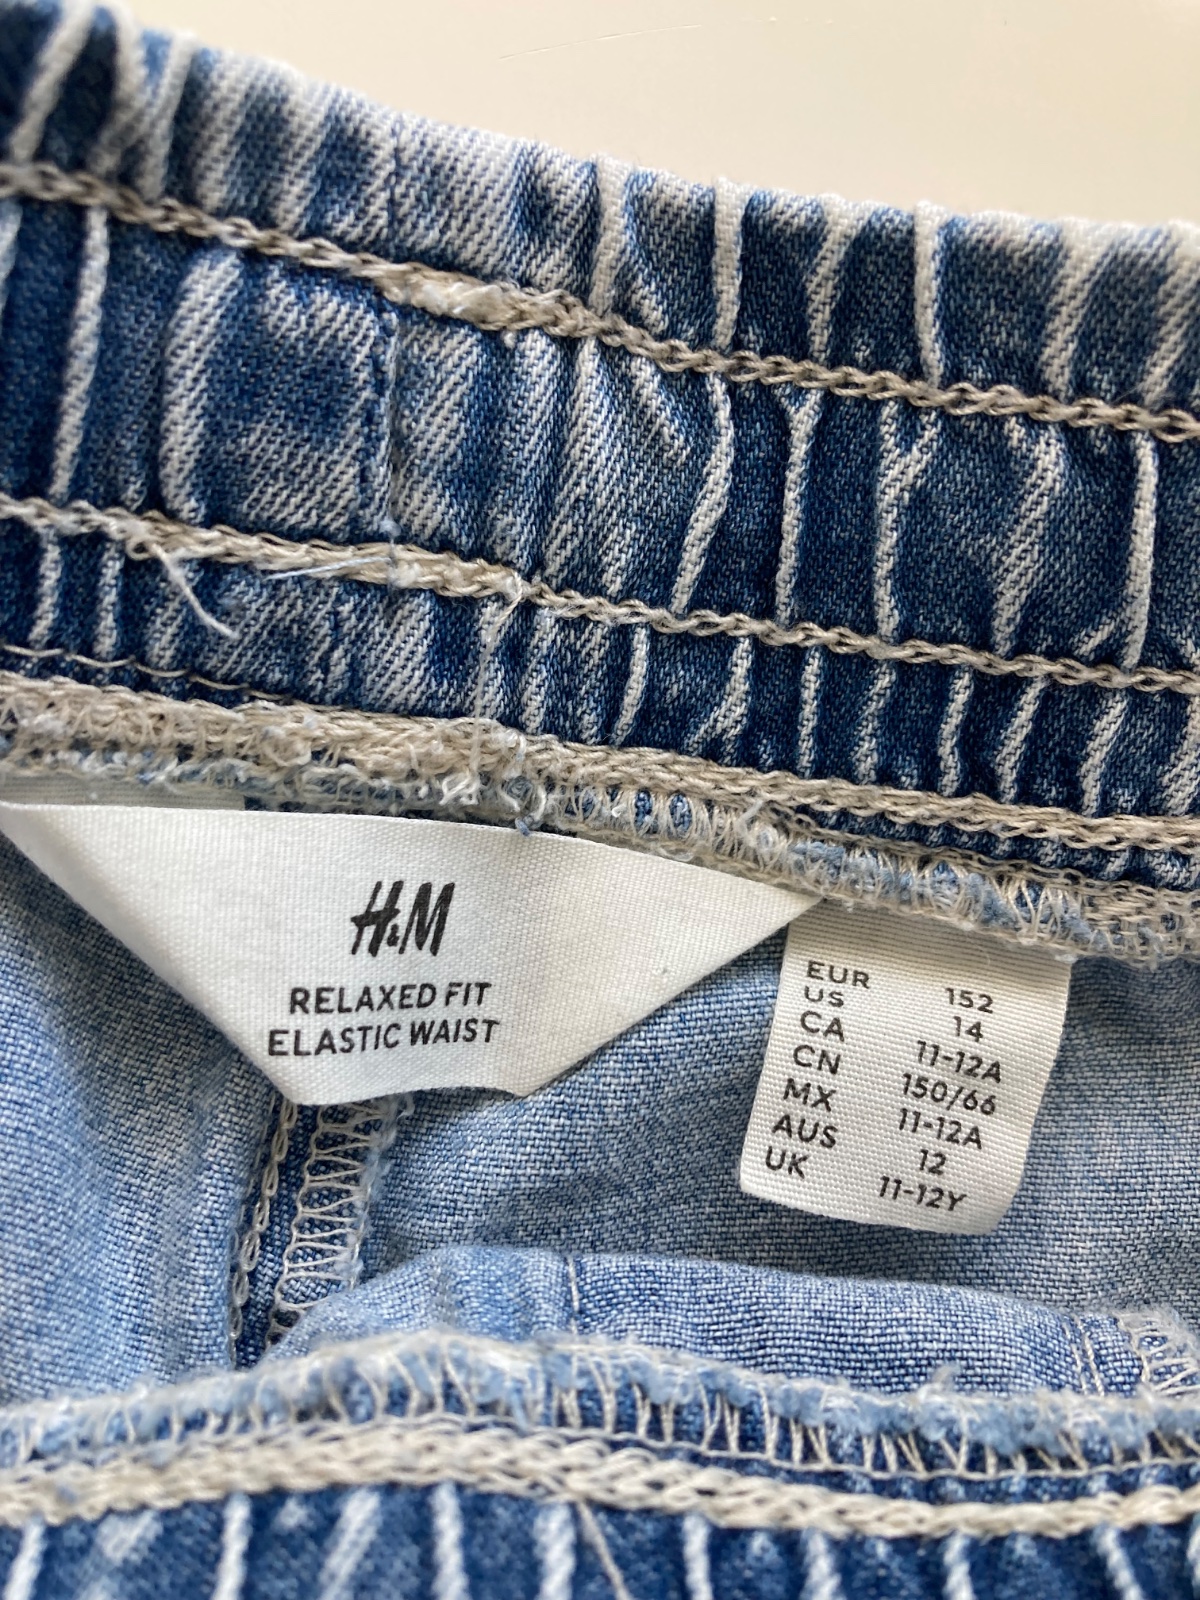 H&M
RELAXED FIT
ELASTIC WAIST
EUR 152
US 14
CA 11-12A
CN 150/66
MX 11-12A
AUS 12
UK 11-12Y